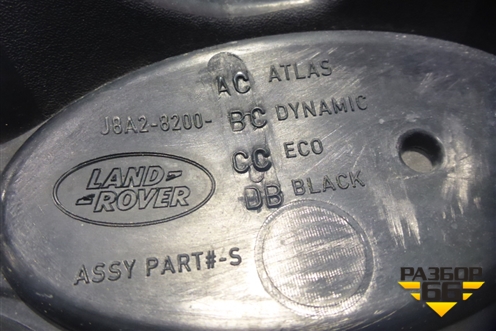 AC ATLAS
J8A2-8200- BC DYNAMIC
CC ECO
DB BLACK
LAND-
-ROVER
ASSY PART#-S
РАЗБОР
66